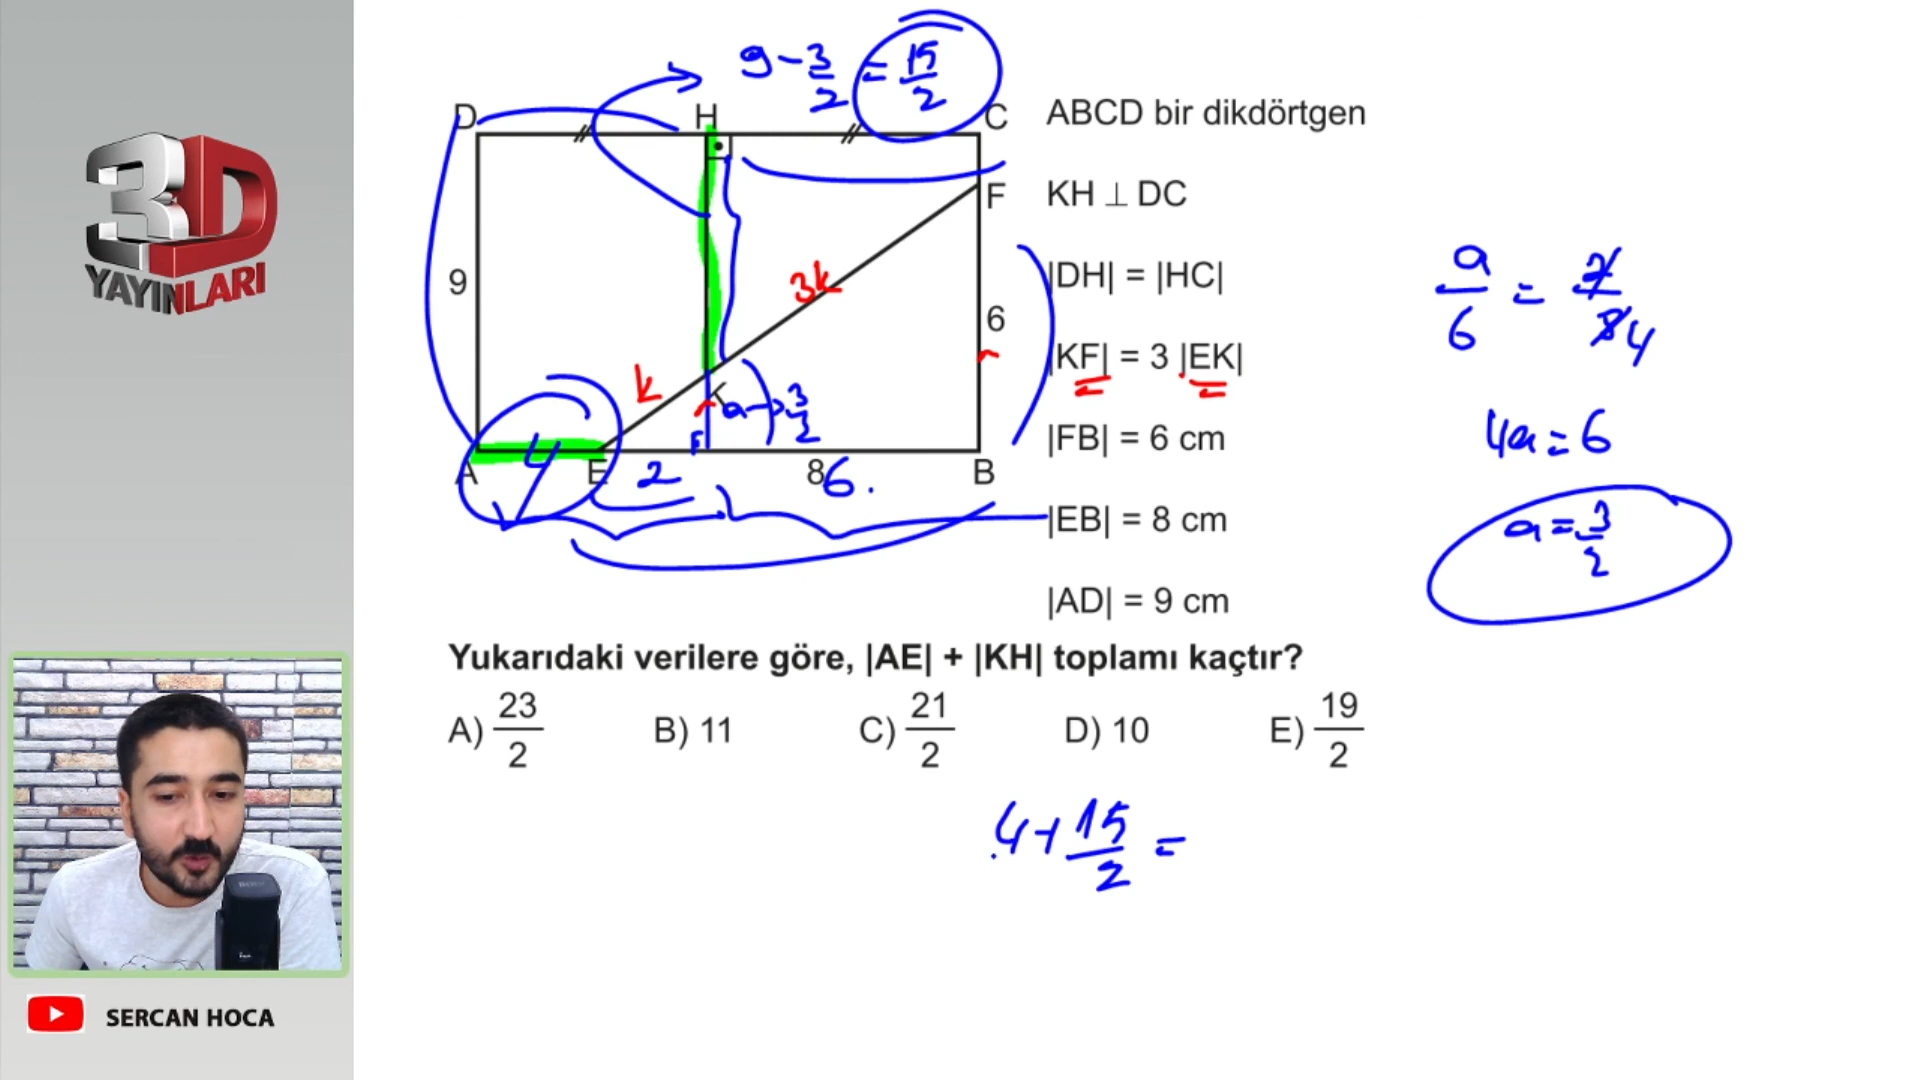 9 - 3/2 = 15/2
D H C ABCD bir dikdörtgen
F KH ⊥ DC
3D
YAYINLARI
9 3k |DH| = |HC|
a/6 = 2/8 4
6
k |KF| = 3 |EK|
K a → 3/2
4 F |FB| = 6 cm
4a = 6
A E 2 8 6. B
|EB| = 8 cm
a = 3/2
|AD| = 9 cm
Yukarıdaki verilere göre, |AE| + |KH| toplamı kaçtır?
A) 23/2 B) 11 C) 21/2 D) 10 E) 19/2
4 + 15/2 =
SERCAN HOCA